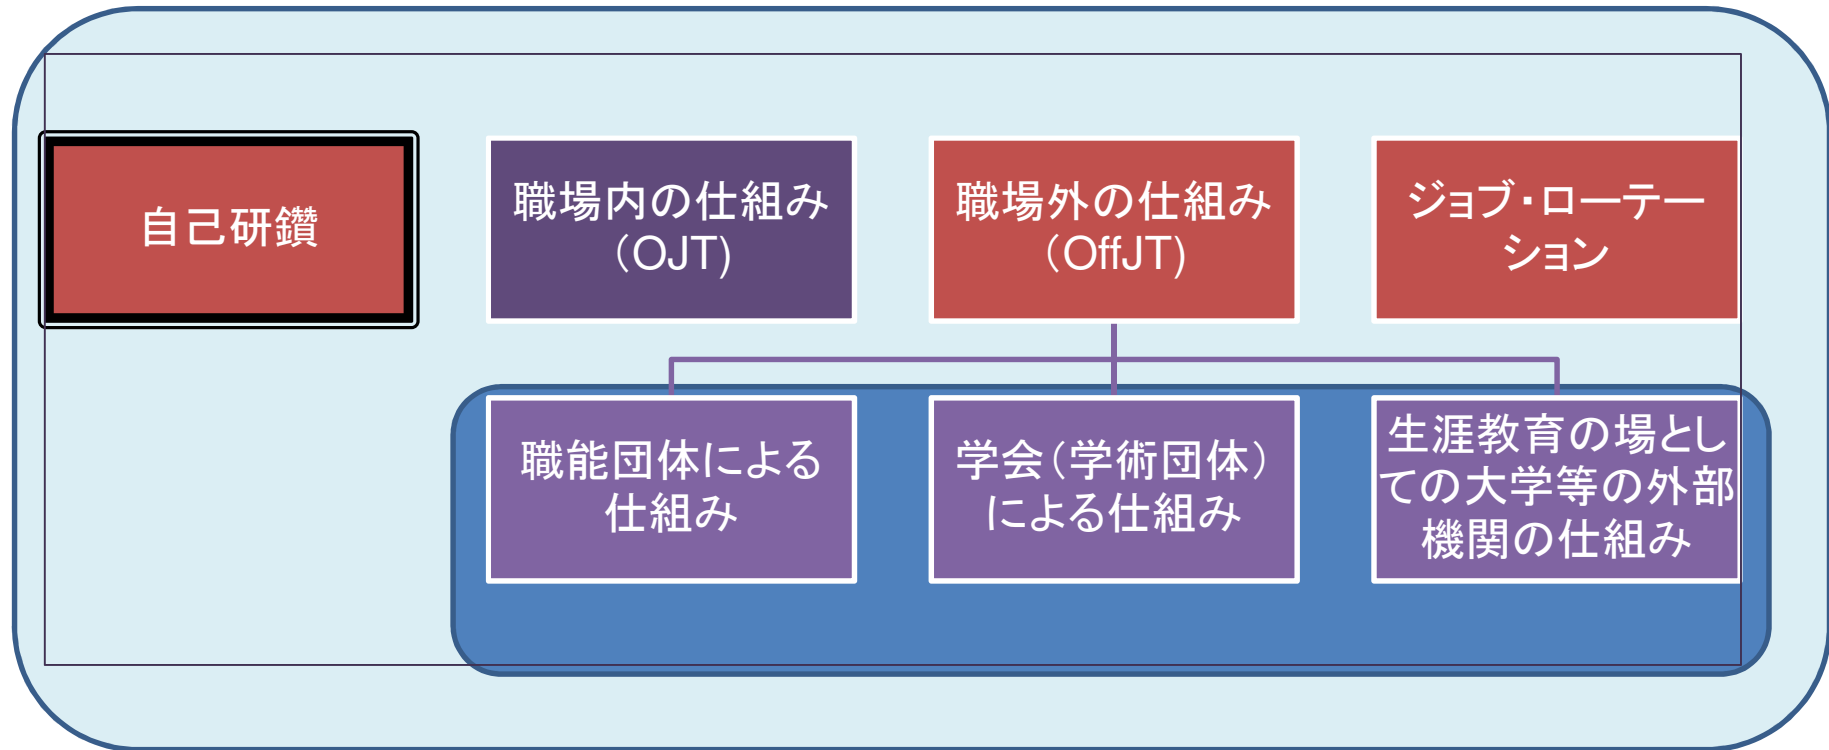 自己研鑽
職場内の仕組み
(OJT)
職場外の仕組み
(OffJT)
ジョブ・ローテー
ション
職能団体による
仕組み
学会(学術団体)
による仕組み
生涯教育の場とし
ての大学等の外部
機関の仕組み